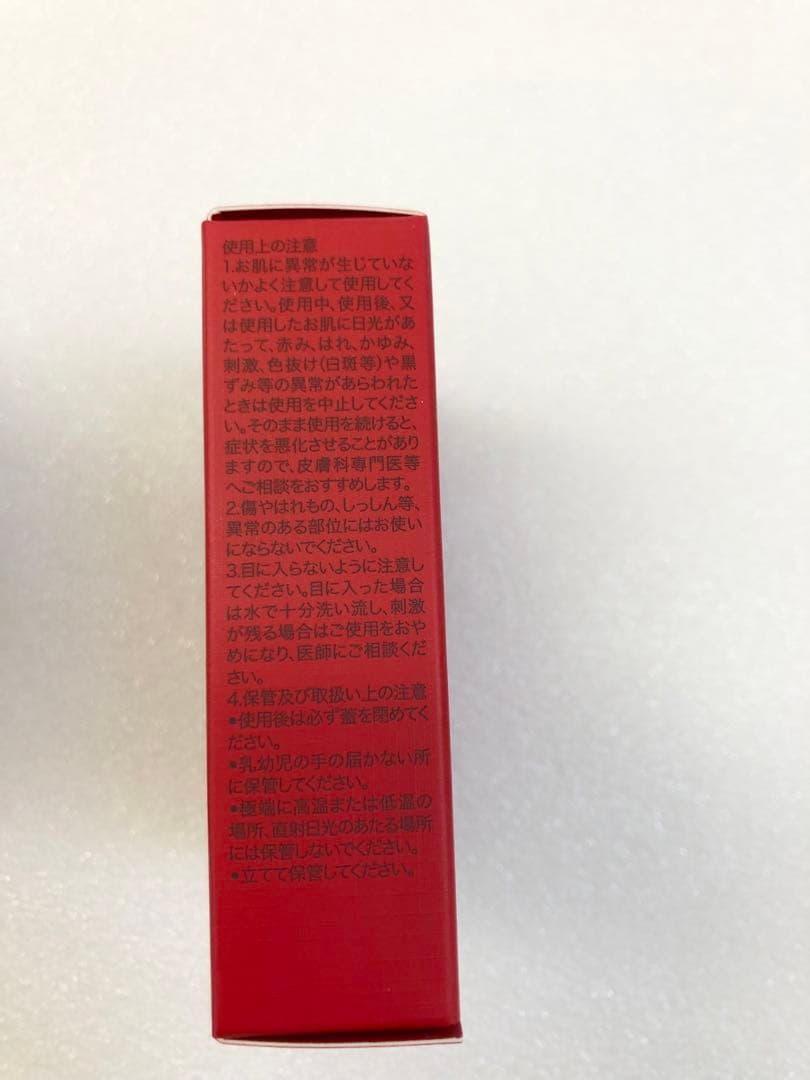 使用上の注意
1.お肌に異常が生じていな
いかよく注意して使用してく
ださい。使用中、使用後、又
は使用したお肌に日光があ
たって、赤み、はれ、かゆみ、
刺激、色抜け(白斑等)や黒
ずみ等の異常があらわれた
ときは使用を中止してくださ
い。そのまま使用を続けると、
症状を悪化させることがあり
ますので、皮膚科専門医等
へご相談をおすすめします。
2.傷やはれもの、しっしん等、
異常のある部位にはお使い
にならないでください。
3.目に入らないように注意し
てください。目に入った場合
は水で十分洗い流し、刺激
が残る場合はご使用をおや
めになり、医師にご相談くだ
さい。
4.保管及び取扱い上の注意
●使用後は必ず蓋を閉めてく
ださい。
●乳幼児の手の届かない所
に保管してください。
●極端に高温または低温の
場所、直射日光のあたる場所
には保管しないでください。
●立てて保管してください。